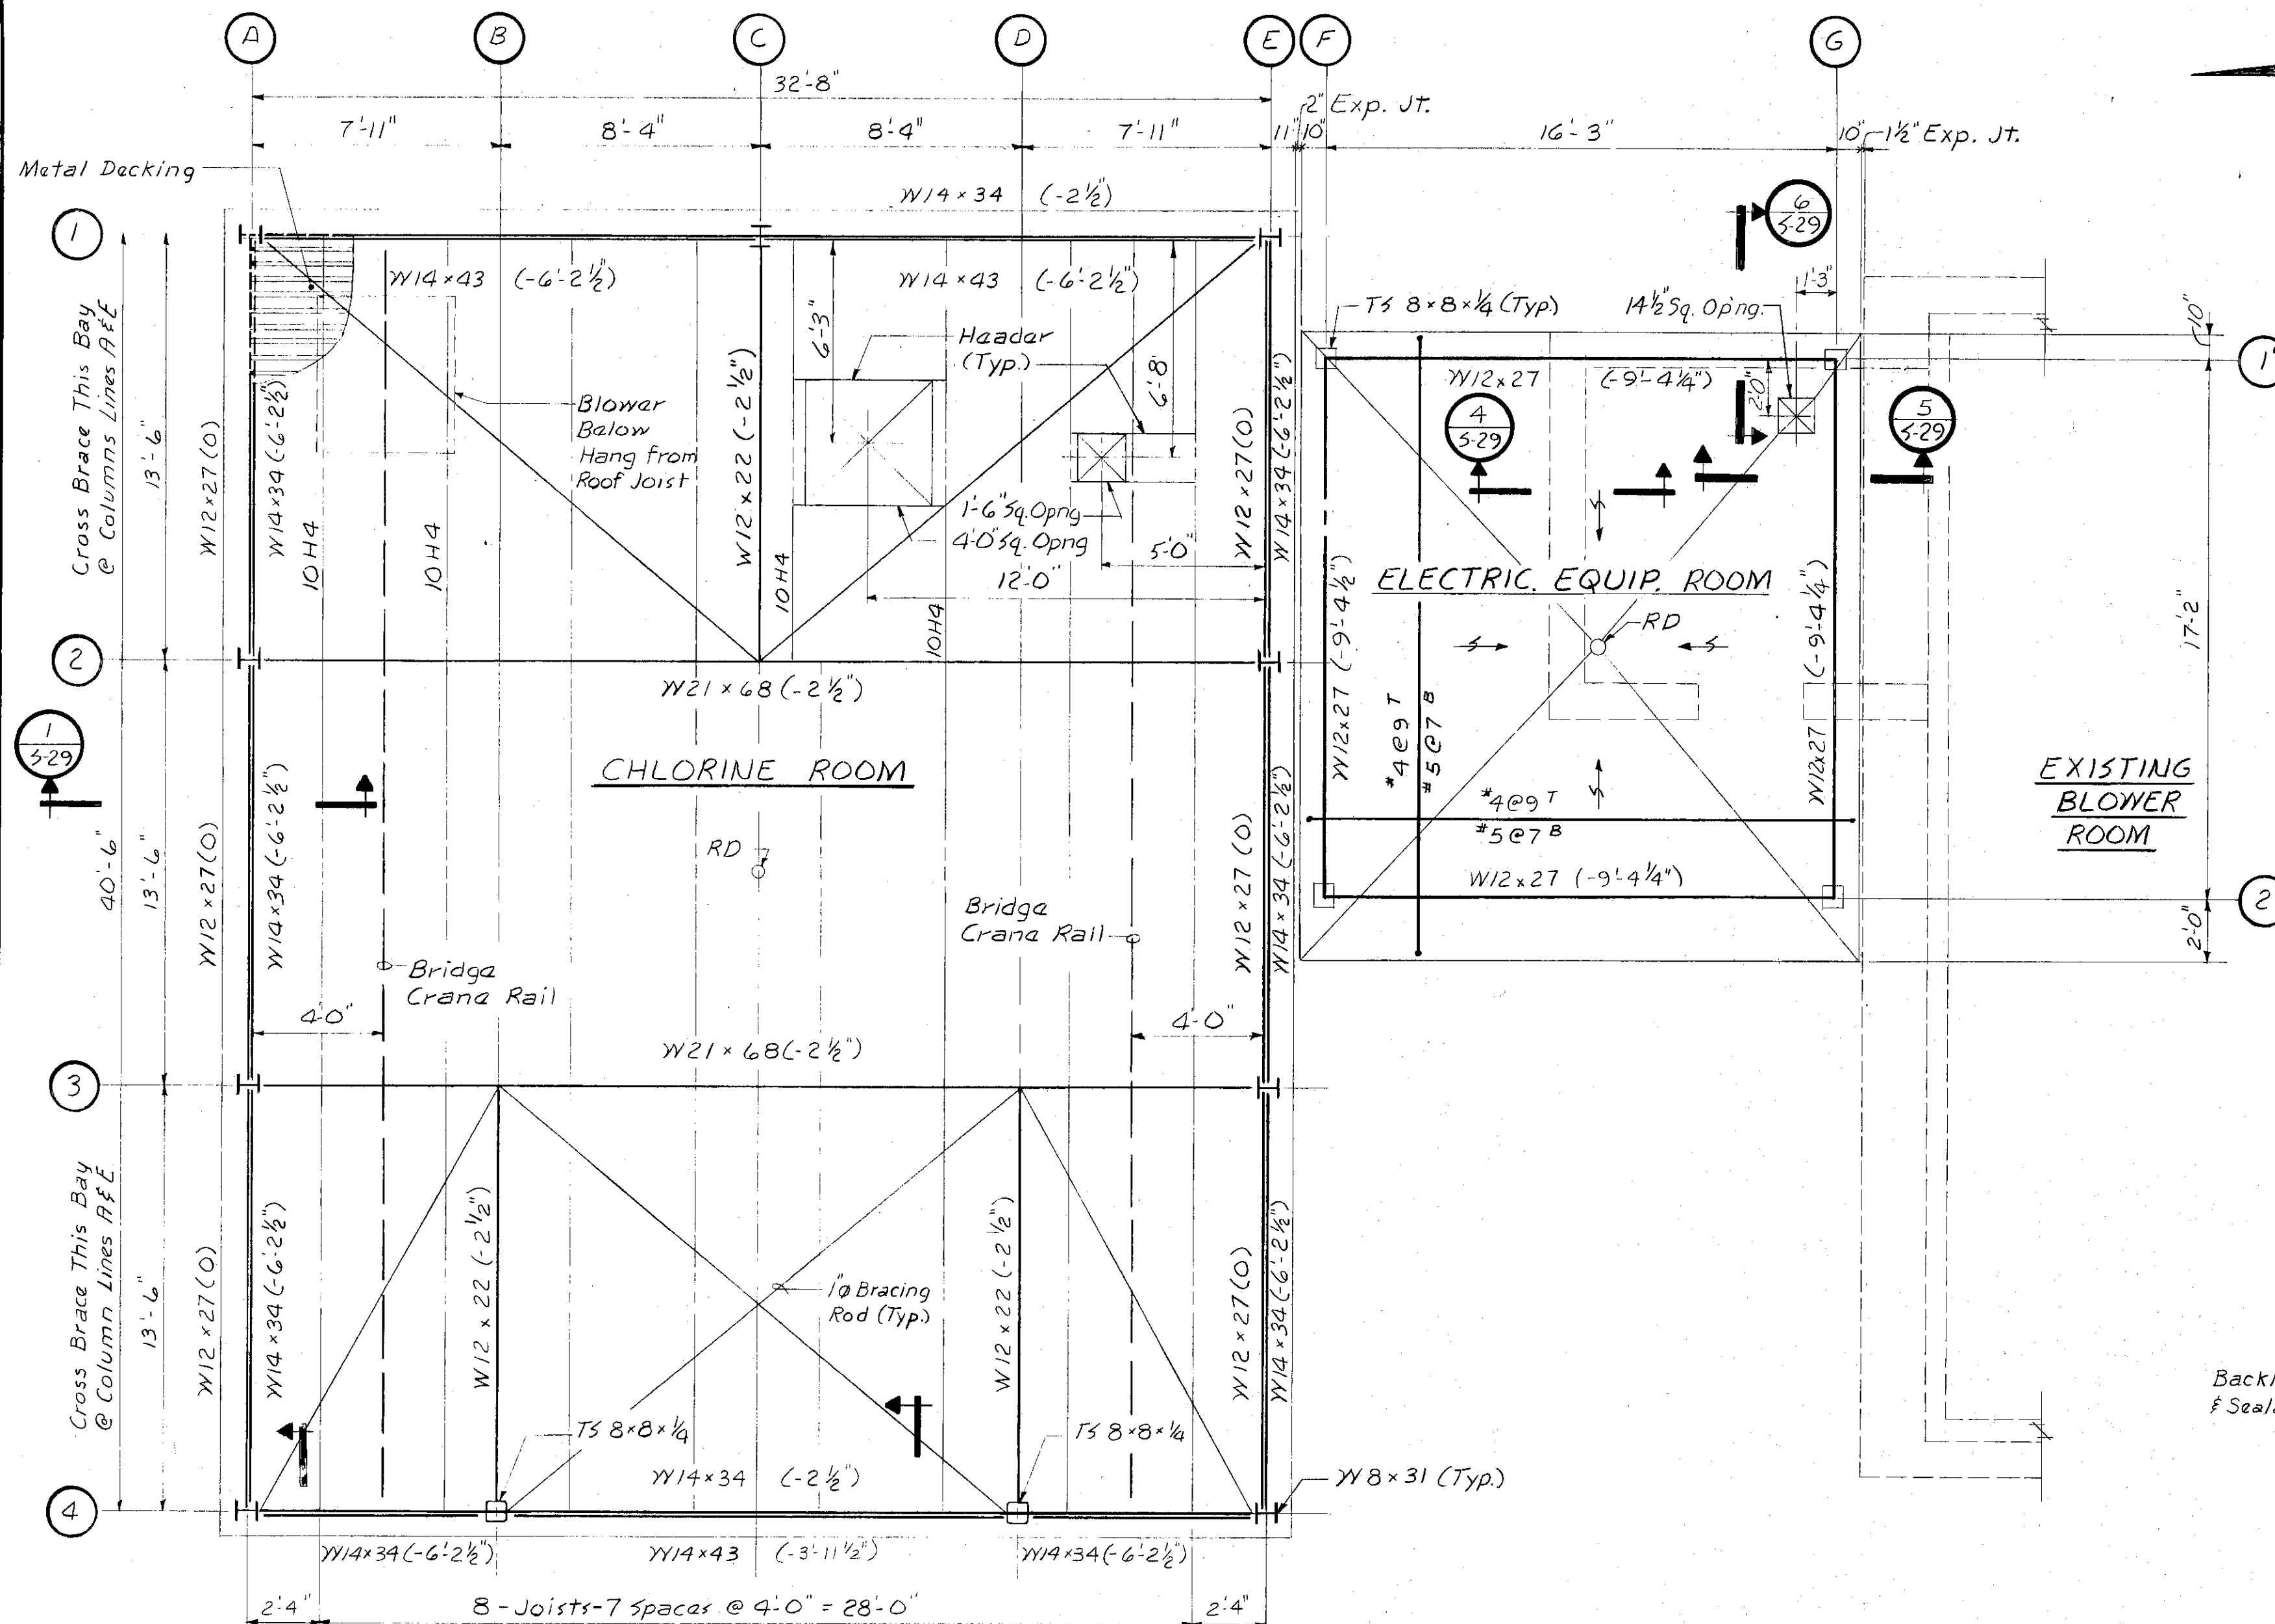 A
B
C
D
E
F
G
32'-8"
2" Exp. Jt.
7'-11"
8'-4"
8'-4"
7'-11"
11"
10"
16'-3"
10"
1½" Exp. Jt.
Metal Decking
W14×34 (-2½")
6
S-29
1
W14×43 (-6'-2½")
W14×43 (-6'-2½")
1'-3"
TS 8×8×¼ (Typ.)
14½" Sq. Opng.
10"
Cross Brace This Bay
@ Columns Lines A&E
13'-6"
W12×27(0)
W14×34(-6'-2½")
10H4
10H4
Blower
Below
Hang from
Roof Joist
W12×22 (-2½")
6'-3"
Header
(Typ.)
6'-8"
10H4
10H4
1'-6" Sq. Opng
4'-0" Sq. Opng
5'-0"
12'-0"
W12×27(0)
W14×34(-6'-2½")
W12×27 (-9'-4¼")
2'-0"
4
S-29
5
S-29
1'
ELECTRIC. EQUIP. ROOM
RD
W12×27 (-9'-4½")
W12×27 (-9'-4¼")
17'-2"
2
W21×68 (-2½")
1
S-29
CHLORINE ROOM
RD
40'-6"
13'-6"
W12×27(0)
W14×34(-6'-2½")
W12×27 (0)
W14×34 (-6'-2½")
#4@9 T
#5@7 B
#4@9 T
#5@7 B
W12×27 (-9'-4¼")
EXISTING
BLOWER
ROOM
2
2'-0"
Bridge
Crane Rail
Bridge
Crane Rail
4'-0"
4'-0"
W21×68(-2½")
3
Cross Brace This Bay
@ Column Lines A&E
13'-6"
W12×27(0)
W14×34(-6'-2½")
W12×22 (-2½")
1"ø Bracing
Rod (Typ.)
W12×22 (-2½")
W12×27(0)
W14×34(-6'-2½")
TS 8×8×¼
TS 8×8×¼
W14×34 (-2½")
W8×31 (Typ.)
4
W14×34(-6'-2½")
W14×43 (-3'-11½")
W14×34(-6'-2½")
2'-4"
8 - Joists - 7 Spaces @ 4'-0" = 28'-0"
2'-4"
& Seal